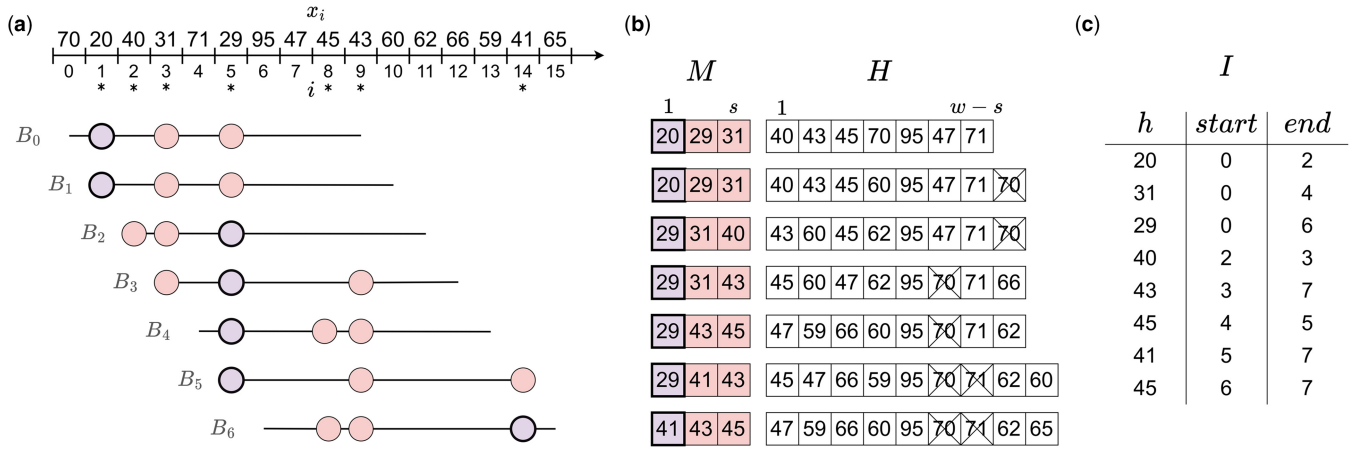 (a)
x_i
70 20 40 31 71 29 95 47 45 43 60 62 66 59 41 65
0 1 2 3 4 5 6 7 8 9 10 11 12 13 14 15
* * * * i * * *
B_0
B_1
B_2
B_3
B_4
B_5
B_6
(b)
M H
1 s 1 w − s
20 29 31 40 43 45 70 95 47 71
20 29 31 40 43 45 60 95 47 71 70
29 31 40 43 60 45 62 95 47 71 70
29 31 43 45 60 47 62 95 70 71 66
29 43 45 47 59 66 60 95 70 71 62
29 41 43 45 47 66 59 95 70 71 62 60
41 43 45 47 59 66 60 95 70 71 62 65
(c)
I
h start end
20 0 2
31 0 4
29 0 6
40 2 3
43 3 7
45 4 5
41 5 7
45 6 7